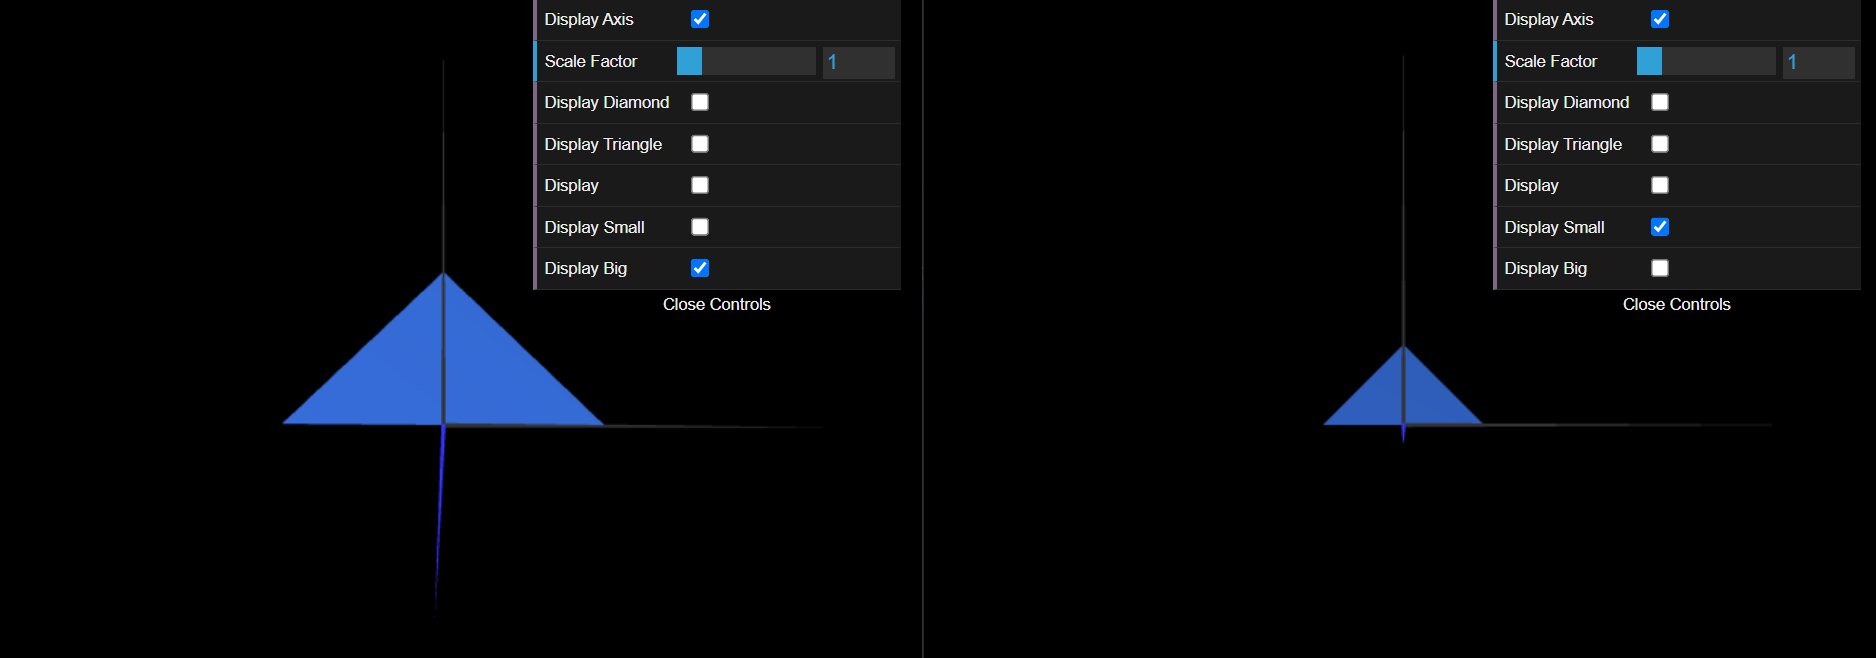 Display Axis
Scale Factor 1
Display Diamond
Display Triangle
Display
Display Small
Display Big
Close Controls
Display Axis
Scale Factor 1
Display Diamond
Display Triangle
Display
Display Small
Display Big
Close Controls